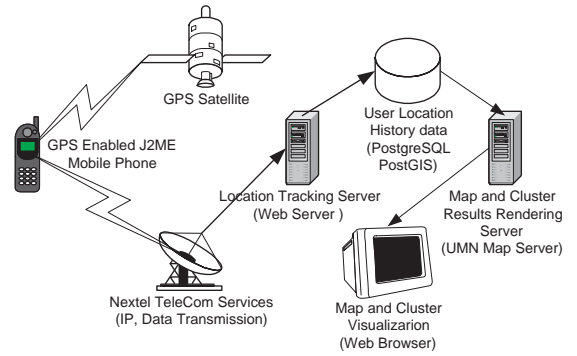 GPS Satellite
GPS Enabled J2ME
Mobile Phone
User Location
History data
(PostgreSQL
PostGIS)
Location Tracking Server
(Web Server )
Map and Cluster
Results Rendering
Server
(UMN Map Server)
Nextel TeleCom Services
(IP, Data Transmission)
Map and Cluster
Visualizarion
(Web Browser)